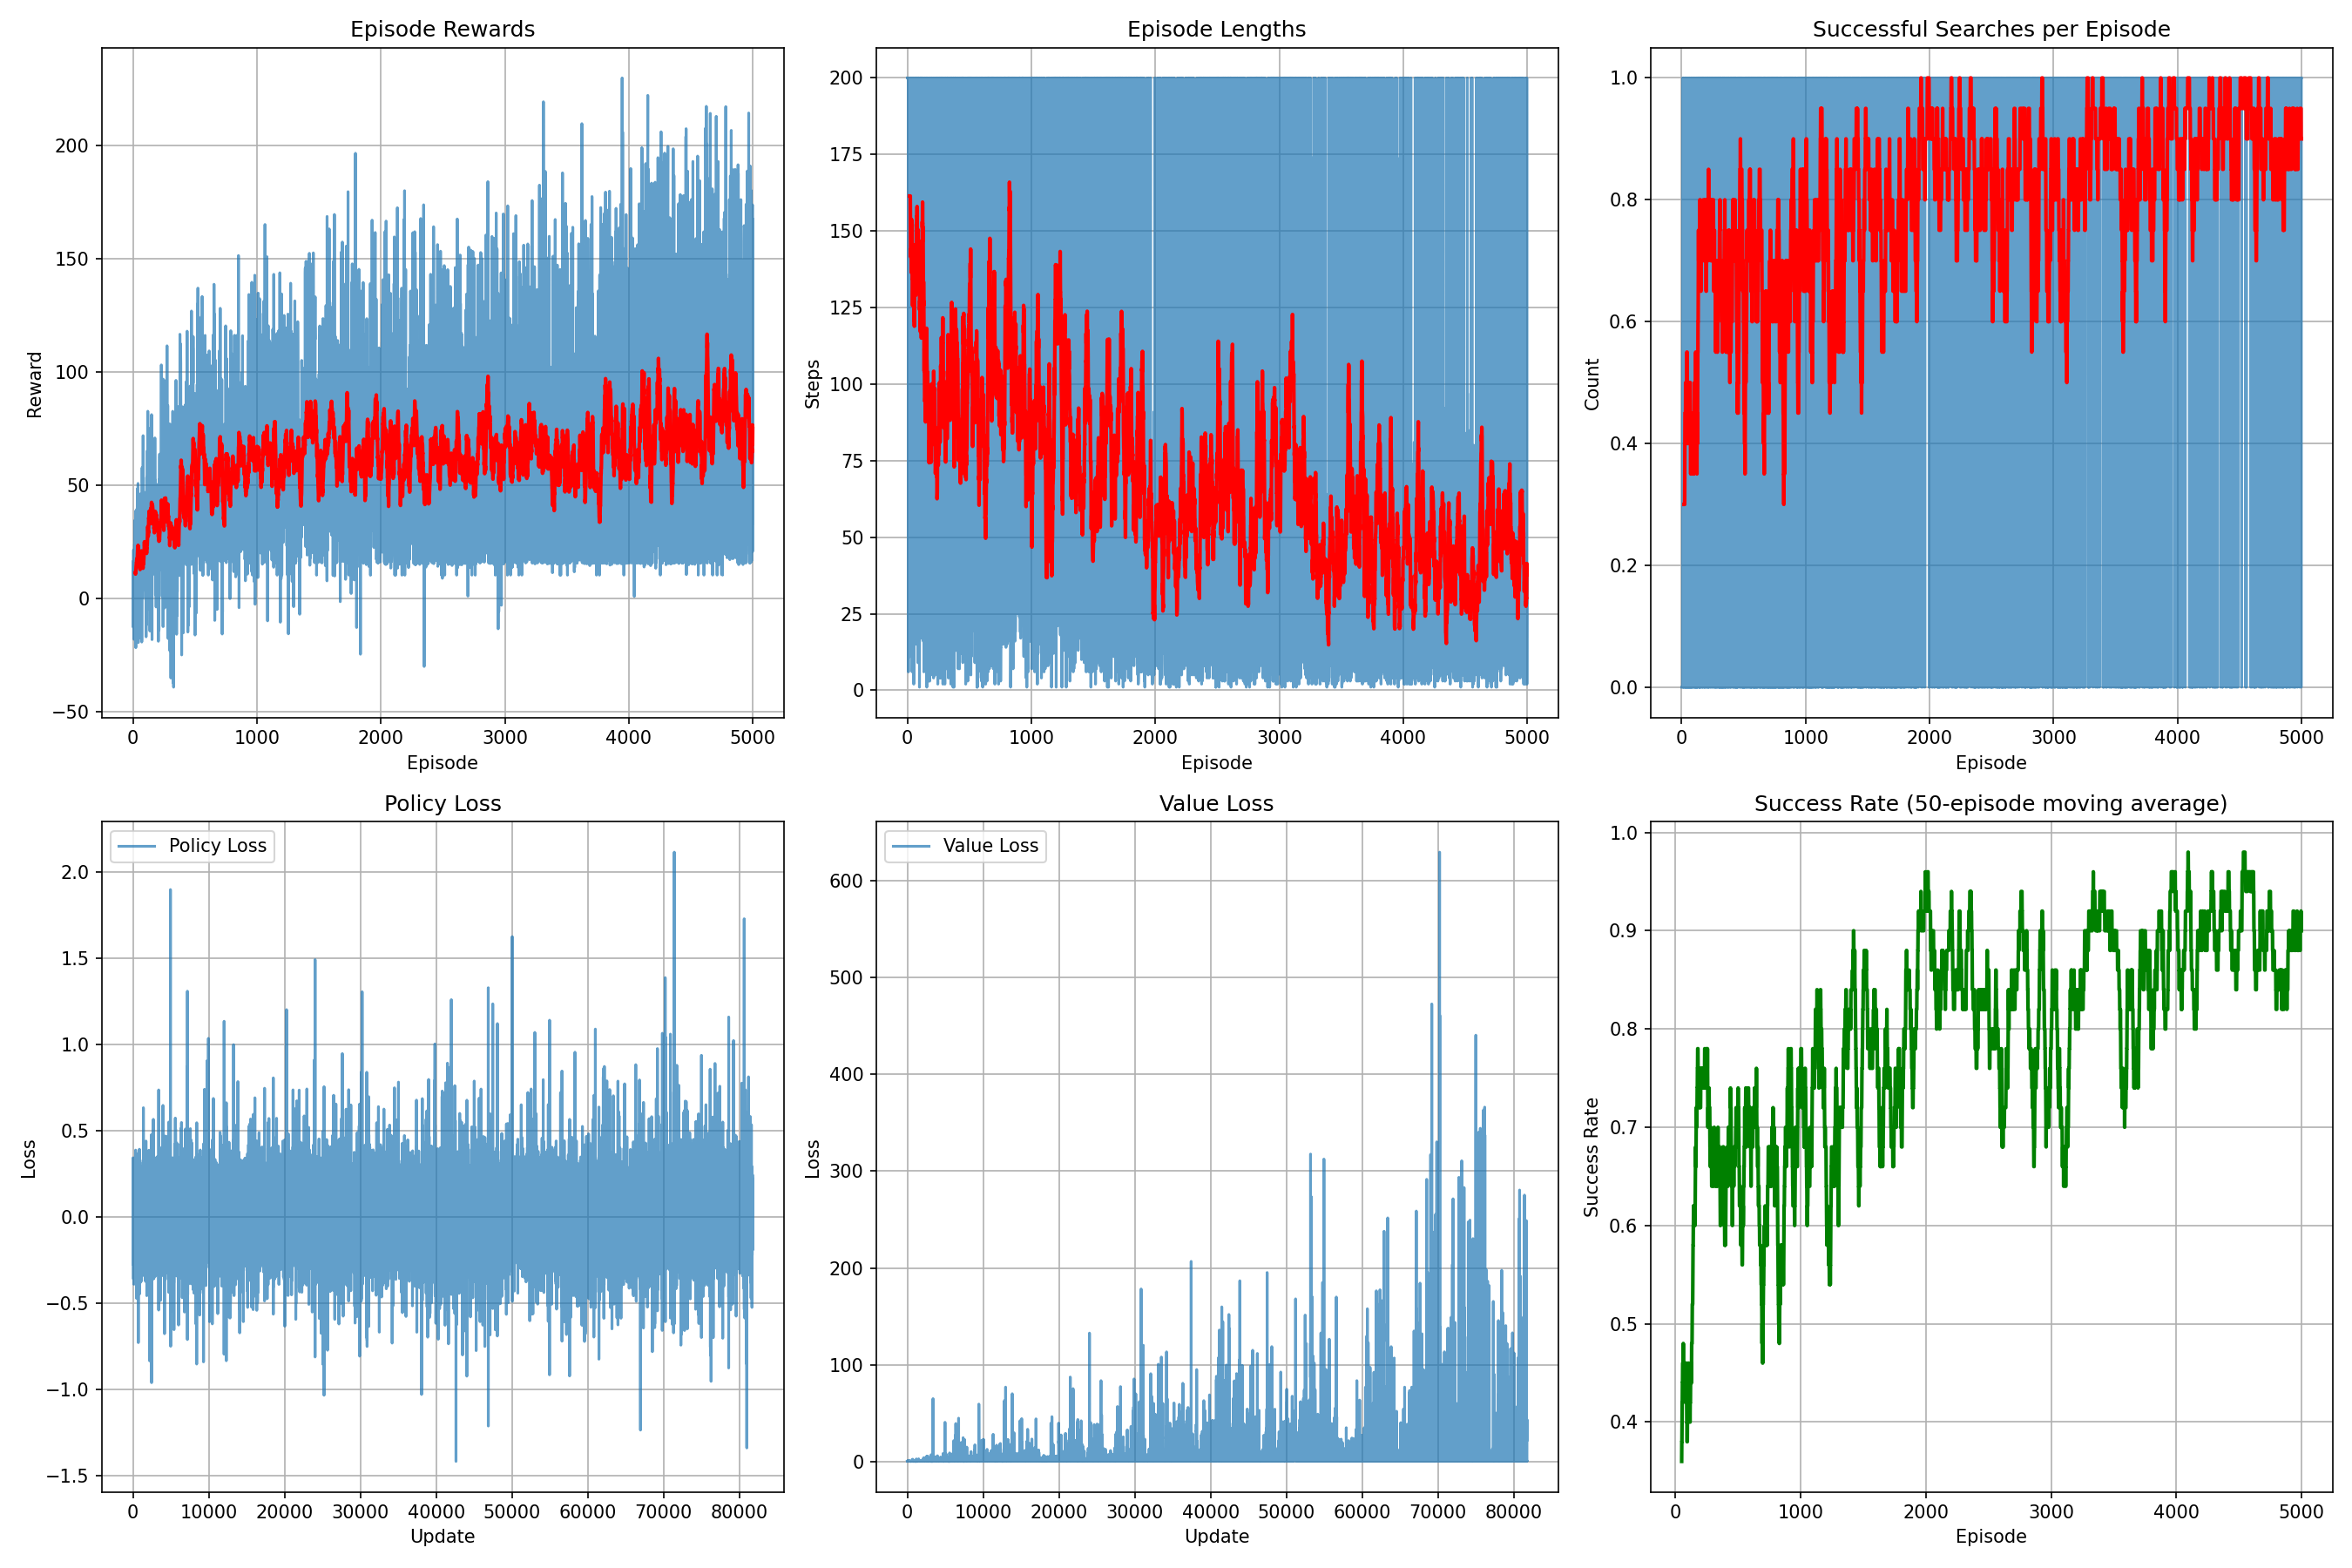 Episode Rewards
Reward
200
150
100
50
0
−50
0 1000 2000 3000 4000 5000
Episode
Episode Lengths
Steps
200
175
150
125
100
75
50
25
0
0 1000 2000 3000 4000 5000
Episode
Successful Searches per Episode
Count
1.0
0.8
0.6
0.4
0.2
0.0
0 1000 2000 3000 4000 5000
Episode
Policy Loss
Policy Loss
Loss
2.0
1.5
1.0
0.5
0.0
−0.5
−1.0
−1.5
0 10000 20000 30000 40000 50000 60000 70000 80000
Update
Value Loss
Value Loss
Loss
600
500
400
300
200
100
0
0 10000 20000 30000 40000 50000 60000 70000 80000
Update
Success Rate (50-episode moving average)
Success Rate
1.0
0.9
0.8
0.7
0.6
0.5
0.4
0 1000 2000 3000 4000 5000
Episode